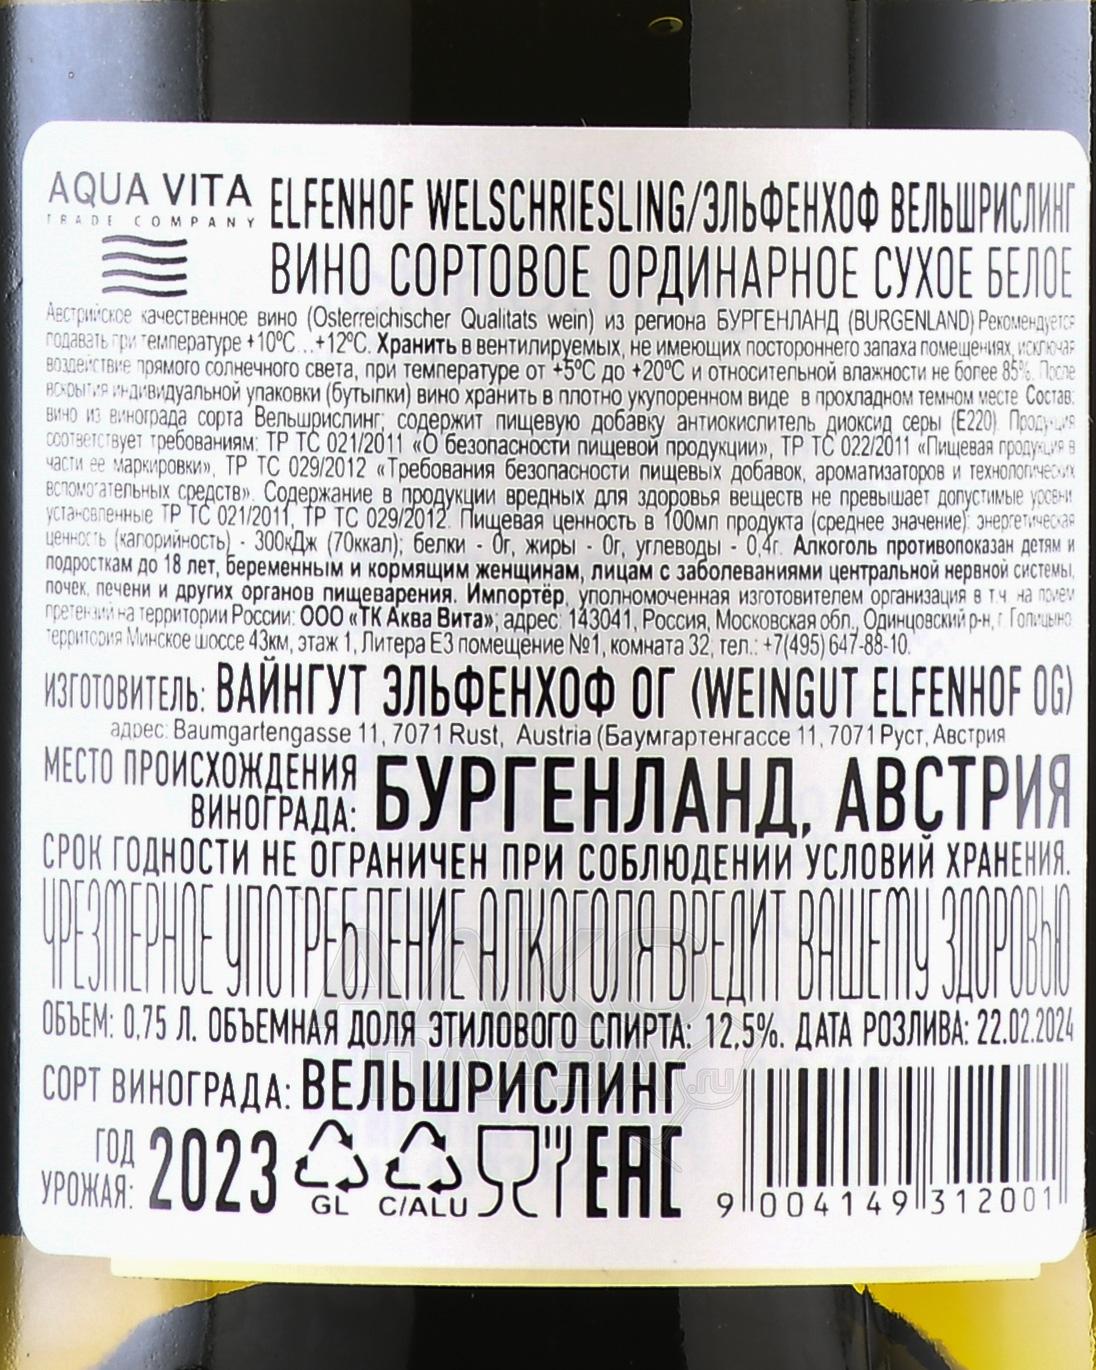 AQUA VITA
TRADE COMPANY
ELFENHOF WELSCHRIESLING/ЭЛЬФЕНХОФ ВЕЛЬШРИСЛИНГ
ВИНО СОРТОВОЕ ОРДИНАРНОЕ СУХОЕ БЕЛОЕ
Австрийское качественное вино (Osterreichischer Qualitats wein) из региона БУРГЕНЛАНД (BURGENLAND) Рекомендуется
подавать при температуре +10°C...+12°C. Хранить в вентилируемых, не имеющих постороннего запаха помещениях, исключая
воздействие прямого солнечного света, при температуре от +5°C до +20°C и относительной влажности не более 85%. После
вскрытия индивидуальной упаковки (бутылки) вино хранить в плотно укупоренном виде в прохладном темном месте Состав:
вино из винограда сорта Вельшрислинг, содержит пищевую добавку антиокислитель диоксид серы (E220). Продукция
соответствует требованиям: ТР ТС 021/2011 «О безопасности пищевой продукции», ТР ТС 022/2011 «Пищевая продукция в
части ее маркировки», ТР ТС 029/2012 «Требования безопасности пищевых добавок, ароматизаторов и технологических
вспомогательных средств». Содержание в продукции вредных для здоровья веществ не превышает допустимые уровни
установленные ТР ТС 021/2011, ТР ТС 029/2012. Пищевая ценность в 100мл продукта (среднее значение): энергетическая
ценность (калорийность) - 300кДж (70ккал); белки - 0г, жиры - 0г, углеводы - 0,4г. Алкоголь противопоказан детям и
подросткам до 18 лет, беременным и кормящим женщинам, лицам с заболеваниями центральной нервной системы,
почек, печени и других органов пищеварения. Импортёр, уполномоченная изготовителем организация в т.ч. на прием
претензий на территории России: ООО «ТК Аква Вита»; адрес: 143041, Россия, Московская обл., Одинцовский р-н, г Голицыно
территория Минское шоссе 43км, этаж 1, Литера Е3 помещение №1, комната 32, тел.: +7(495) 647-88-10.
ИЗГОТОВИТЕЛЬ: ВАЙНГУТ ЭЛЬФЕНХОФ ОГ (WEINGUT ELFENHOF OG)
адрес: Baumgartengasse 11, 7071 Rust, Austria (Баумгартенгассе 11, 7071 Руст, Австрия
МЕСТО ПРОИСХОЖДЕНИЯ
ВИНОГРАДА: БУРГЕНЛАНД, АВСТРИЯ
СРОК ГОДНОСТИ НЕ ОГРАНИЧЕН ПРИ СОБЛЮДЕНИИ УСЛОВИЙ ХРАНЕНИЯ.
ЧРЕЗМЕРНОЕ УПОТРЕБЛЕНИЕ АЛКОГОЛЯ ВРЕДИТ ВАШЕМУ ЗДОРОВЬЮ
ОБЪЕМ: 0,75 Л. ОБЪЕМНАЯ ДОЛЯ ЭТИЛОВОГО СПИРТА: 12,5%. ДАТА РОЗЛИВА: 22.02.2024
АЛКО
ПЛАЗА.ru
СОРТ ВИНОГРАДА: ВЕЛЬШРИСЛИНГ
ГОД
УРОЖАЯ: 2023
GL
C/ALU
EAC
9 004149 312001